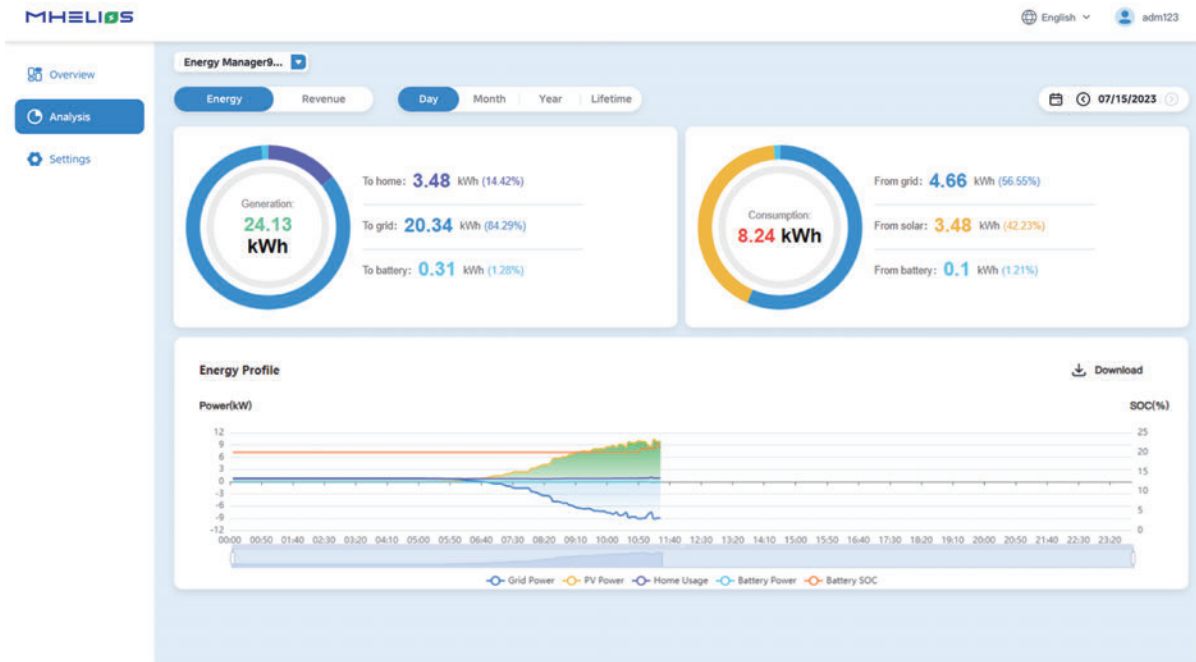 MHELIOS
English
adm123
Overview
Analysis
Settings
Energy Manager9...
Energy Revenue
Day Month Year Lifetime
07/15/2023
Generation:
24.13
kWh
To home: 3.48 kWh (14.42%)
To grid: 20.34 kWh (84.29%)
To battery: 0.31 kWh (1.28%)
Consumption:
8.24 kWh
From grid: 4.66 kWh (56.55%)
From solar: 3.48 kWh (42.23%)
From battery: 0.1 kWh (1.21%)
Energy Profile
Download
Power(kW)
SOC(%)
12
9
6
3
0
-3
-6
-9
-12
25
20
15
10
5
0
00:00 00:50 01:40 02:30 03:20 04:10 05:00 05:50 06:40 07:30 08:20 09:10 10:00 10:50 11:40 12:30 13:20 14:10 15:00 15:50 16:40 17:30 18:20 19:10 20:00 20:50 21:40 22:30 23:20
Grid Power PV Power Home Usage Battery Power Battery SOC